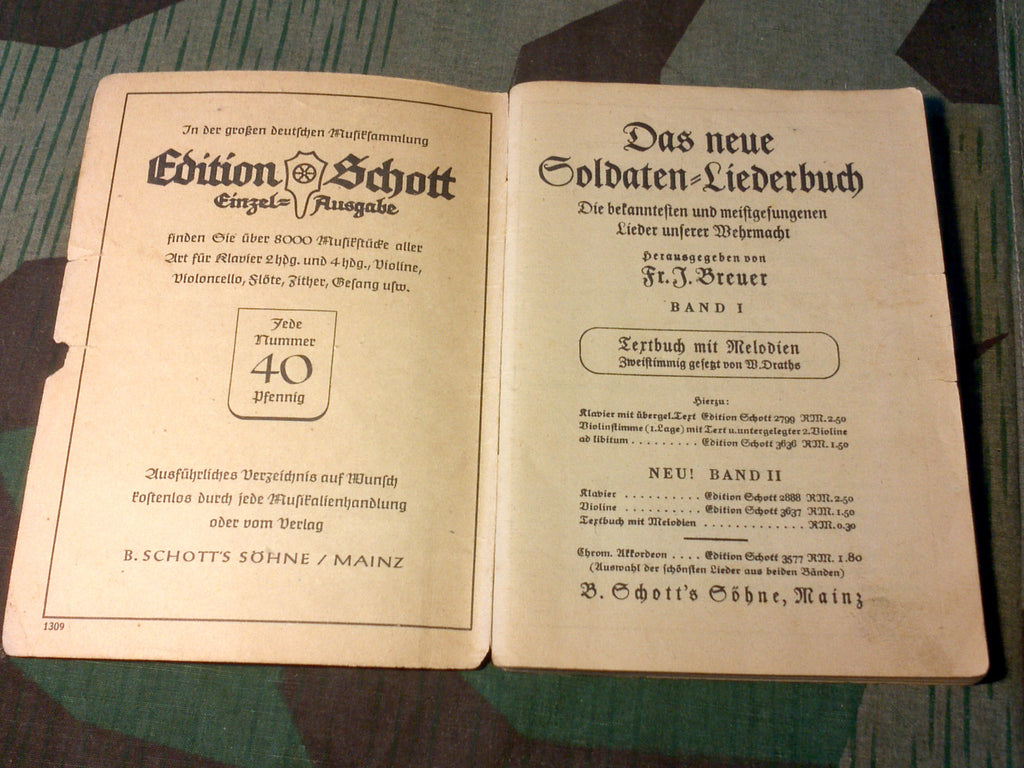 In der großen deutschen Musiksammlung
Edition Schott
Einzel-Ausgabe
finden Sie über 8000 Musikstücke aller
Art für Klavier 2hdg. und 4hdg., Violine,
Violoncello, Flöte, Zither, Gesang usw.
Jede
Nummer
40
Pfennig
Ausführliches Verzeichnis auf Wunsch
kostenlos durch jede Musikalienhandlung
oder vom Verlag
B. SCHOTT'S SÖHNE / MAINZ
1309
Das neue
Soldaten-Liederbuch
Die bekanntesten und meistgesungenen
Lieder unserer Wehrmacht
Herausgegeben von
Fr. J. Breuer
BAND I
Textbuch mit Melodien
Zweistimmig gesetzt von W. Draths
Hierzu:
Klavier mit übergel. Text Edition Schott 2799 RM. 2.50
Violinstimme (1. Lage) mit Text u. untergelegter 2. Violine
ad libitum . . . . . . . . . Edition Schott 3636 RM. 1.50
NEU! BAND II
Klavier . . . . . . . . . . Edition Schott 2888 RM. 2.50
Violine . . . . . . . . . . Edition Schott 3637 RM. 1.50
Textbuch mit Melodien . . . . . . . . . . . . . RM. 0.30
Chrom. Akkordeon . . . . Edition Schott 3577 RM. 1.80
(Auswahl der schönsten Lieder aus beiden Bänden)
B. Schott's Söhne, Mainz